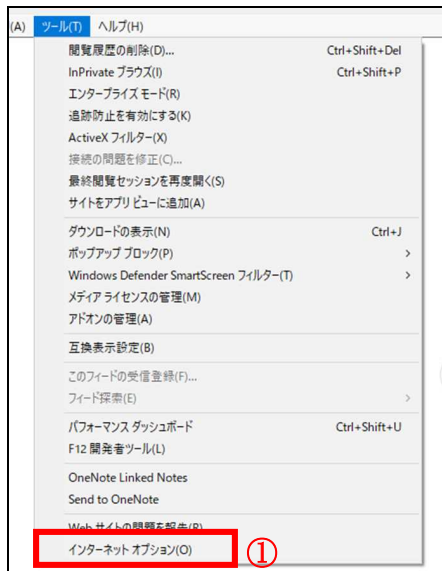 (A) ツール(T) ヘルプ(H)
閲覧履歴の削除(D)... Ctrl+Shift+Del
InPrivate ブラウズ(I) Ctrl+Shift+P
エンタープライズ モード(R)
追跡防止を有効にする(K)
ActiveX フィルター(X)
接続の問題を修正(C)...
最終閲覧セッションを再度開く(S)
サイトをアプリ ビューに追加(A)
ダウンロードの表示(N) Ctrl+J
ポップアップ ブロック(P)
Windows Defender SmartScreen フィルター(T)
メディア ライセンスの管理(M)
アドオンの管理(A)
互換表示設定(B)
このフィードの受信登録(F)...
フィード探索(E)
パフォーマンス ダッシュボード Ctrl+Shift+U
F12 開発者ツール(L)
OneNote Linked Notes
Send to OneNote
Web サイトの問題を報告(R)
インターネット オプション(O) ①